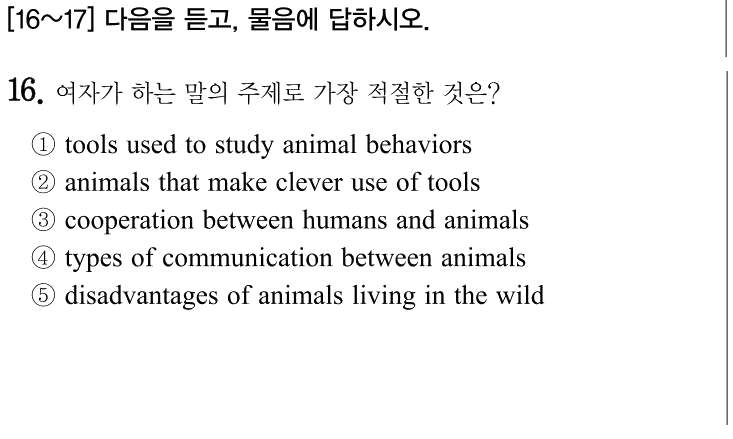 [16～17] 다음을 듣고, 물음에 답하시오.
16. 여자가 하는 말의 주제로 가장 적절한 것은?
① tools used to study animal behaviors
② animals that make clever use of tools
③ cooperation between humans and animals
④ types of communication between animals
⑤ disadvantages of animals living in the wild